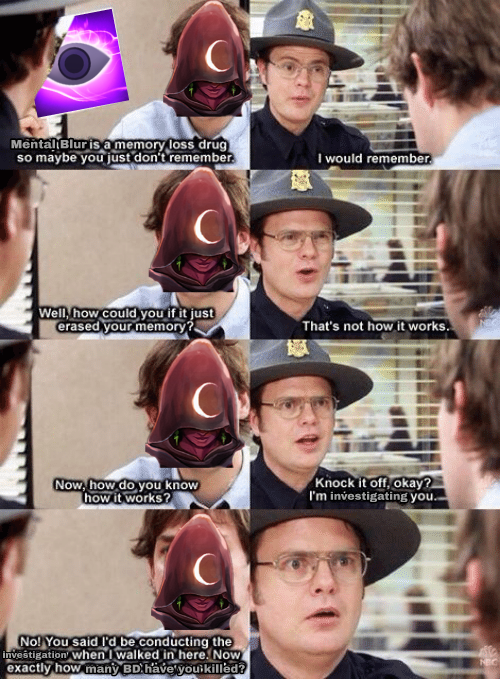 Mental Blur is a memory loss drug
so maybe you just don't remember.
I would remember.
Well, how could you if it just
erased your memory?
That's not how it works.
Now, how do you know
how it works?
Knock it off, okay?
I'm investigating you.
No! You said I'd be conducting the
investigation when I walked in here. Now
exactly how many BD have you killed?
NBC